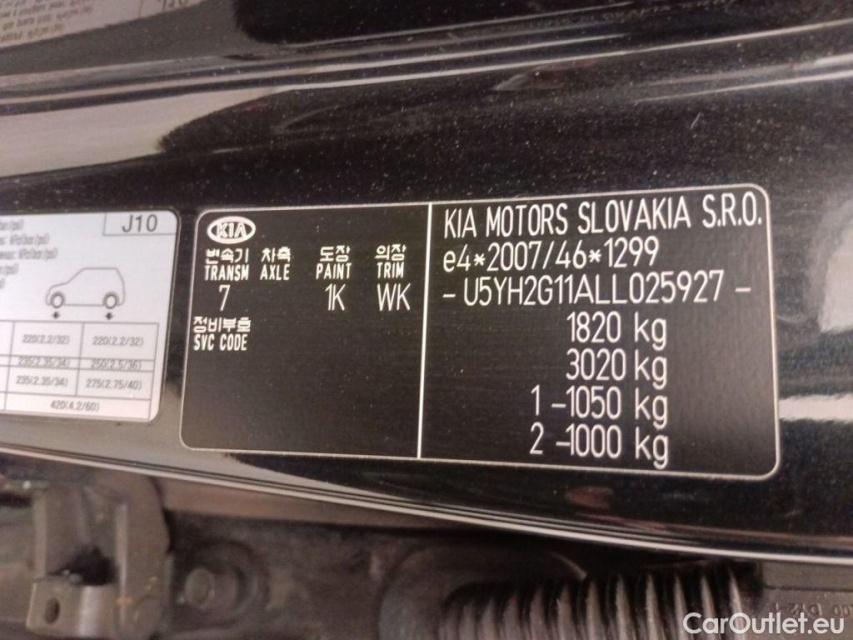 J10
220(2.2/32) 220(2.2/32)
235(2.35/34) 250(2.5/36)
235(2.35/34) 275(2.75/40)
420(4.2/60)
KIA
변속기 차축 도장 의장
TRANSM AXLE PAINT TRIM
7 1K WK
정비부호
SVC CODE
KIA MOTORS SLOVAKIA S.R.O.
e4*2007/46*1299
- U5YH2G11ALL025927 -
1820 kg
3020 kg
1 -1050 kg
2 -1000 kg
CarOutlet.eu